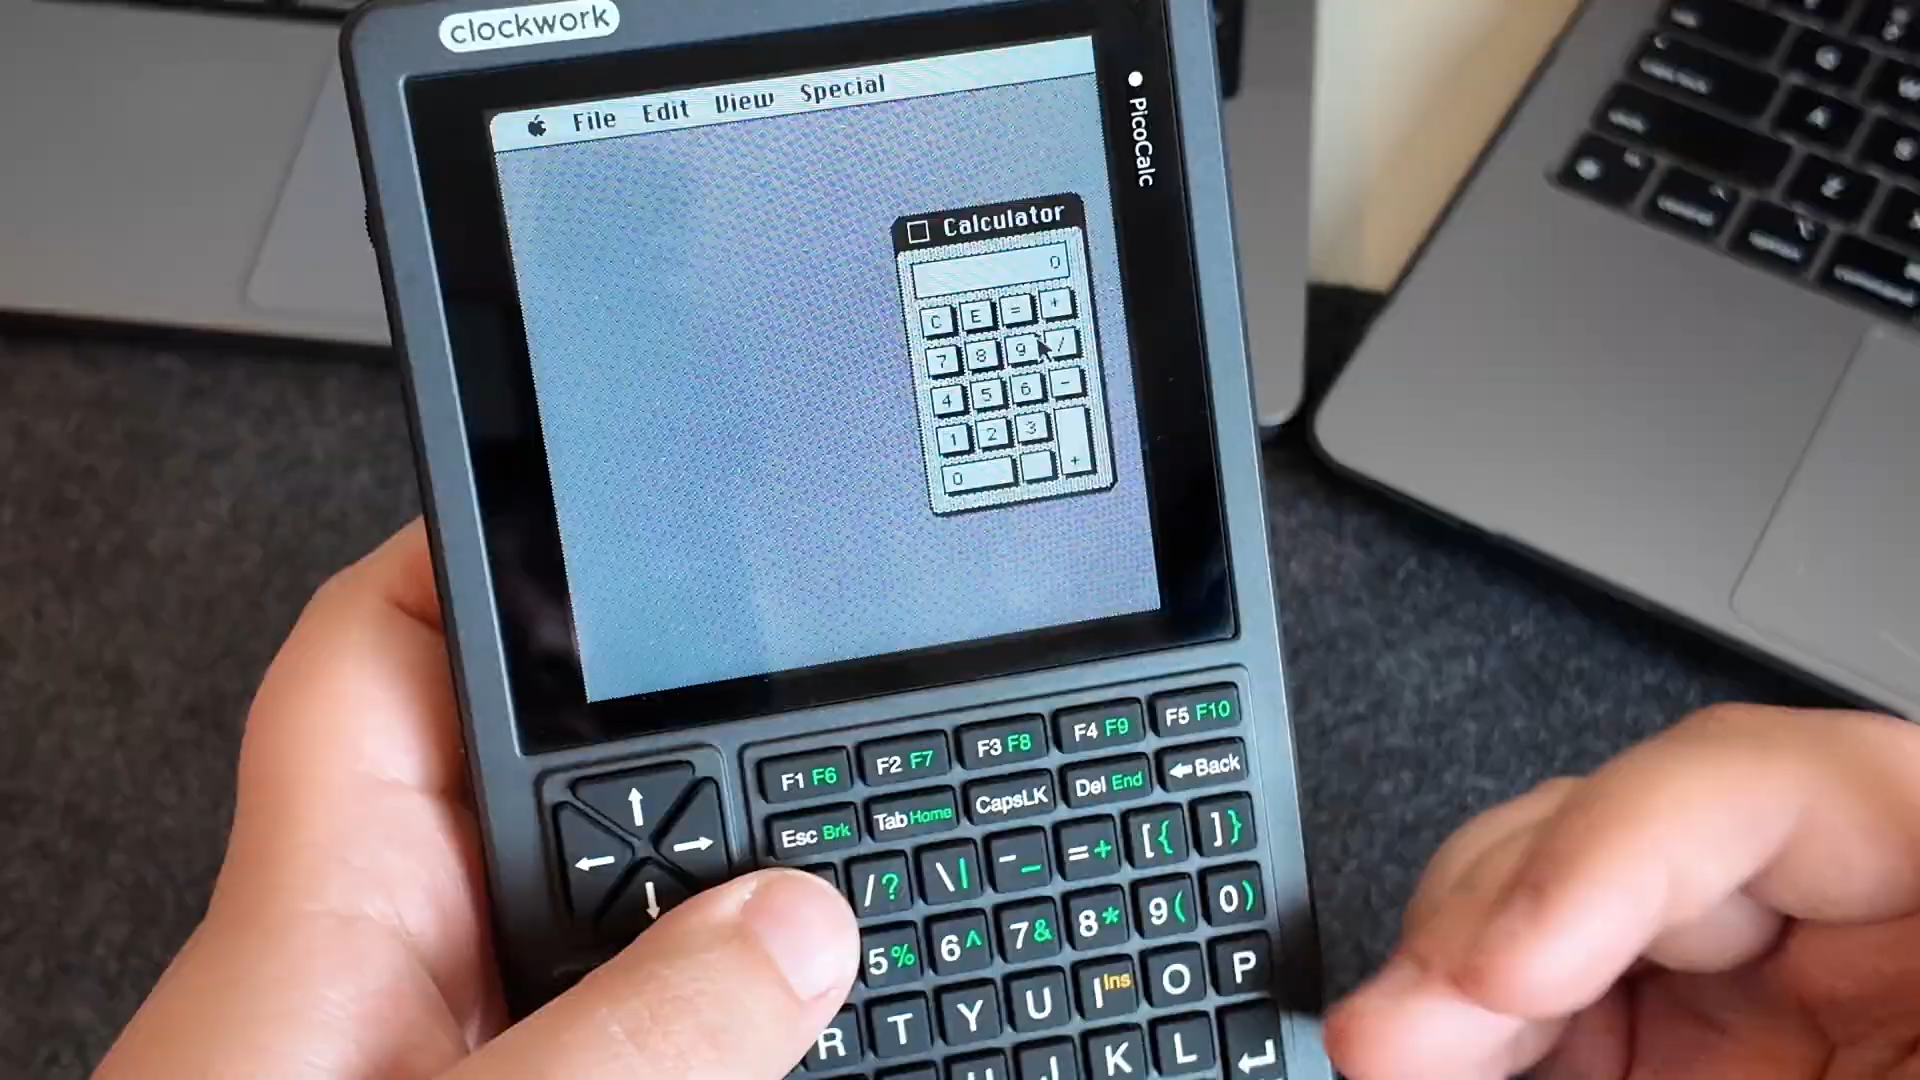 clockwork
PicoCalc
File Edit View Special
Calculator
0
C E = +
7 8 9 /
4 5 6 -
1 2 3
0 +
F1 F6 F2 F7 F3 F8 F4 F9 F5 F10
Esc Brk Tab Home CapsLK Del End Back
/ ? \ | - _ = + [ { ] }
5 % 6 ^ 7 & 8 * 9 ( 0 )
R T Y U I Ins O P
J K L